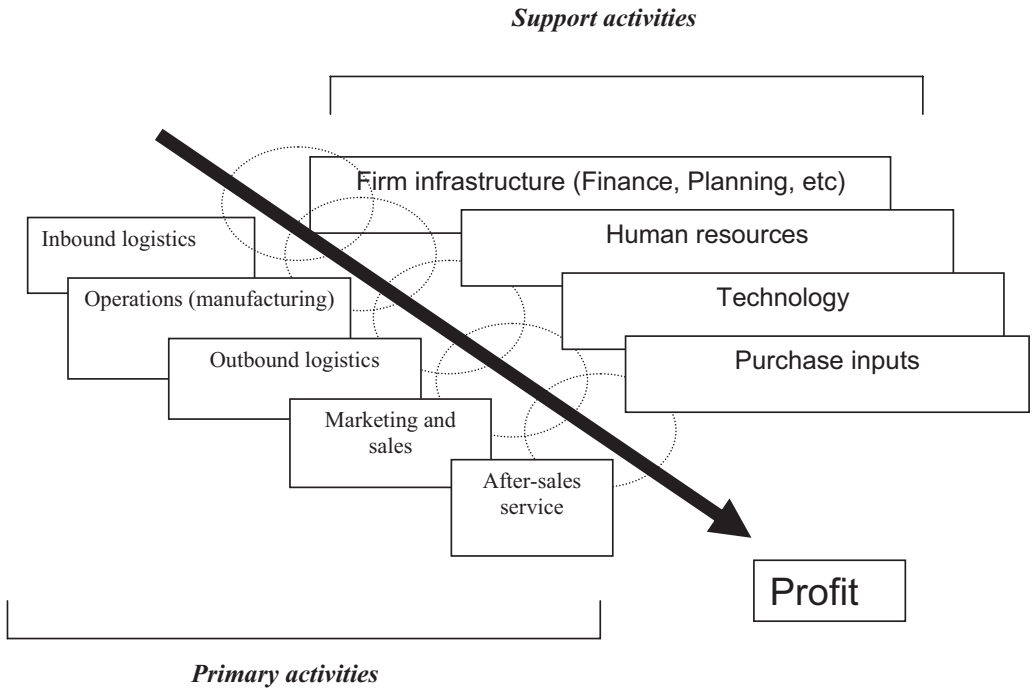 Support activities
Firm infrastructure (Finance, Planning, etc)
Human resources
Technology
Purchase inputs
Inbound logistics
Operations (manufacturing)
Outbound logistics
Marketing and
sales
After-sales
service
Profit
Primary activities